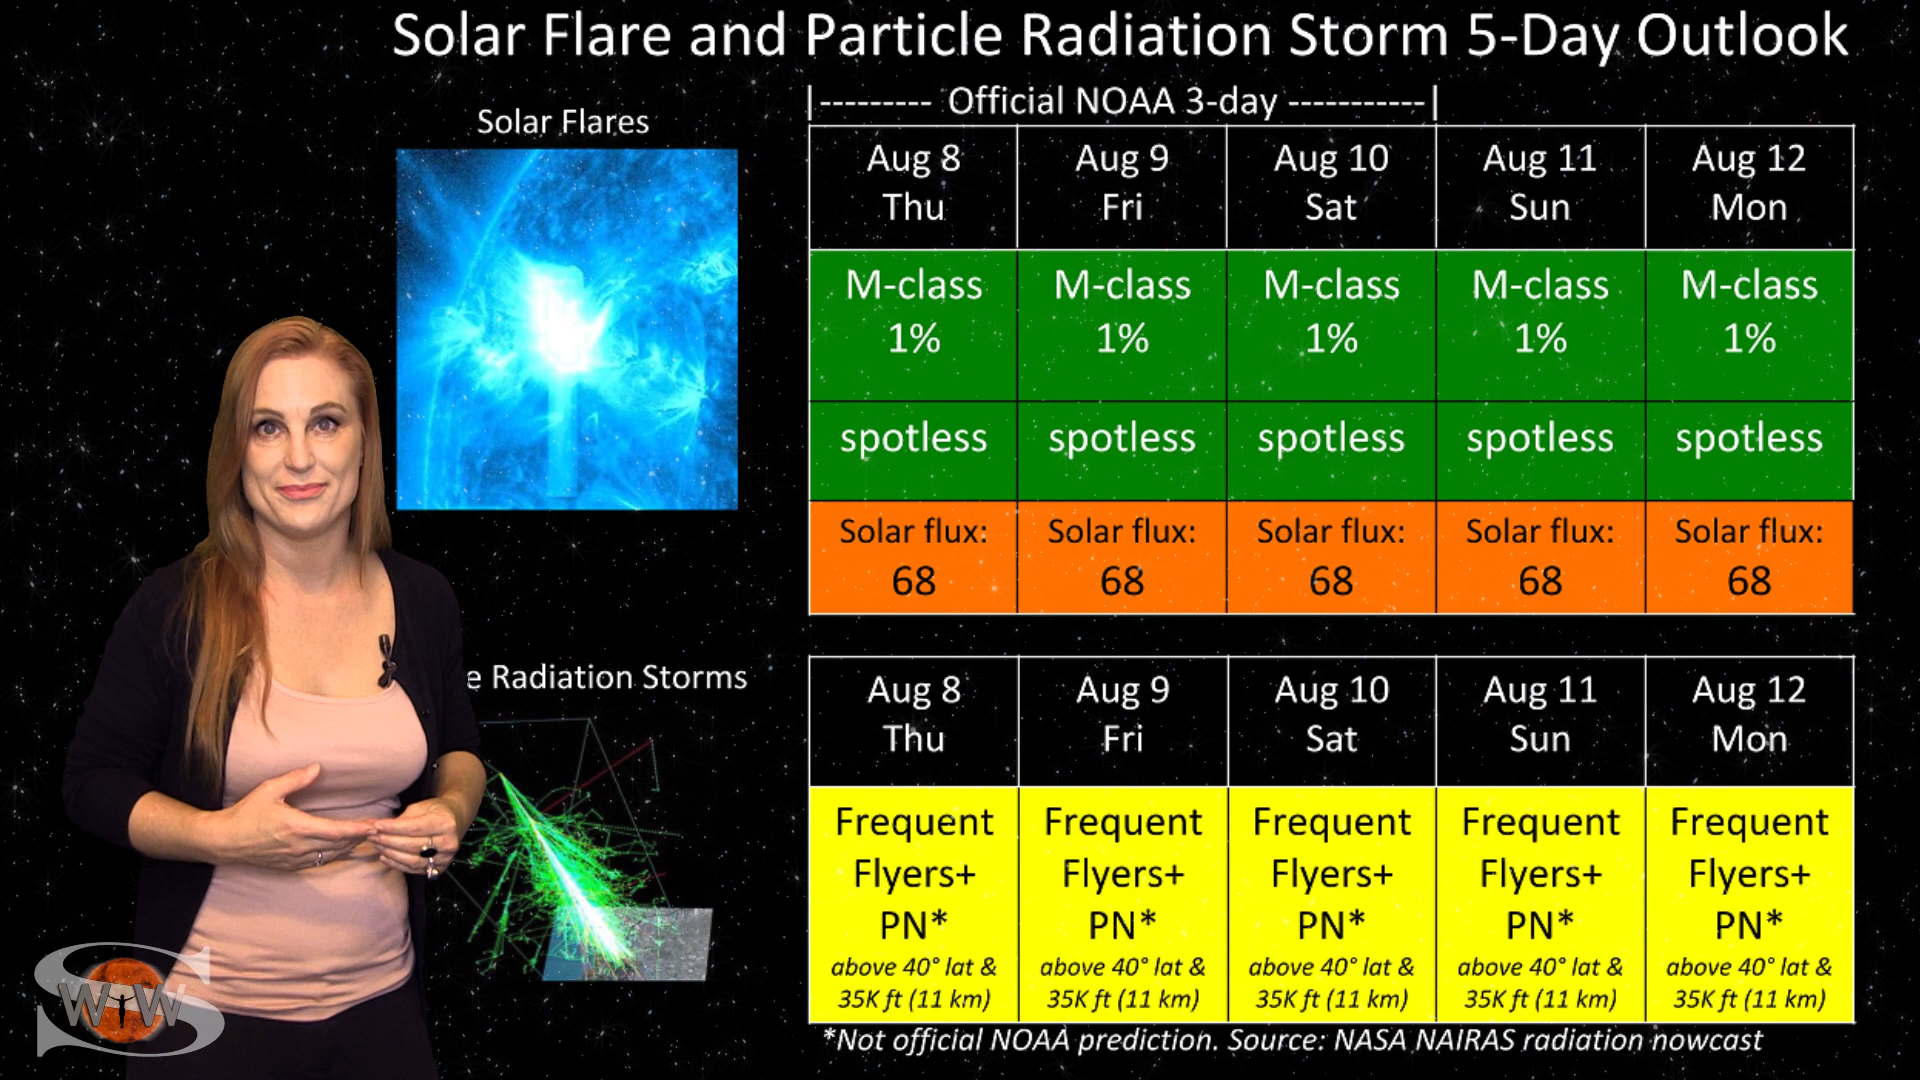 Solar Flare and Particle Radiation Storm 5-Day Outlook
|--------- Official NOAA 3-day -----------|
Solar Flares
Aug 8 Aug 9 Aug 10 Aug 11 Aug 12
Thu Fri Sat Sun Mon
M-class M-class M-class M-class M-class
1% 1% 1% 1% 1%
spotless spotless spotless spotless spotless
Solar flux: Solar flux: Solar flux: Solar flux: Solar flux:
68 68 68 68 68
e Radiation Storms
Aug 8 Aug 9 Aug 10 Aug 11 Aug 12
Thu Fri Sat Sun Mon
Frequent Frequent Frequent Frequent Frequent
Flyers+ Flyers+ Flyers+ Flyers+ Flyers+
PN* PN* PN* PN* PN*
above 40° lat & above 40° lat & above 40° lat & above 40° lat & above 40° lat &
35K ft (11 km) 35K ft (11 km) 35K ft (11 km) 35K ft (11 km) 35K ft (11 km)
*Not official NOAA prediction. Source: NASA NAIRAS radiation nowcast
S
WTW